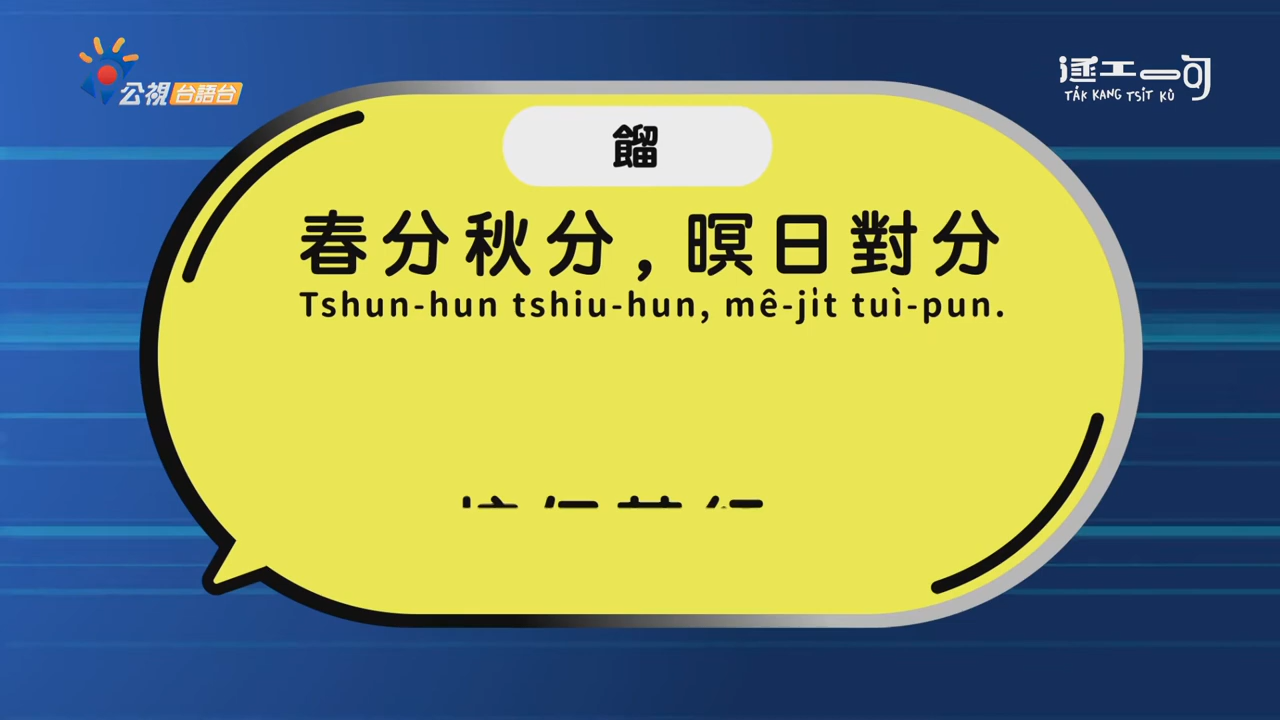 公視 台語台
逐工一句
TA̍K KANG TSI̍T KÙ
餾
春分秋分，暝日對分
Tshun-hun tshiu-hun, mê-ji̍t tuì-pun.